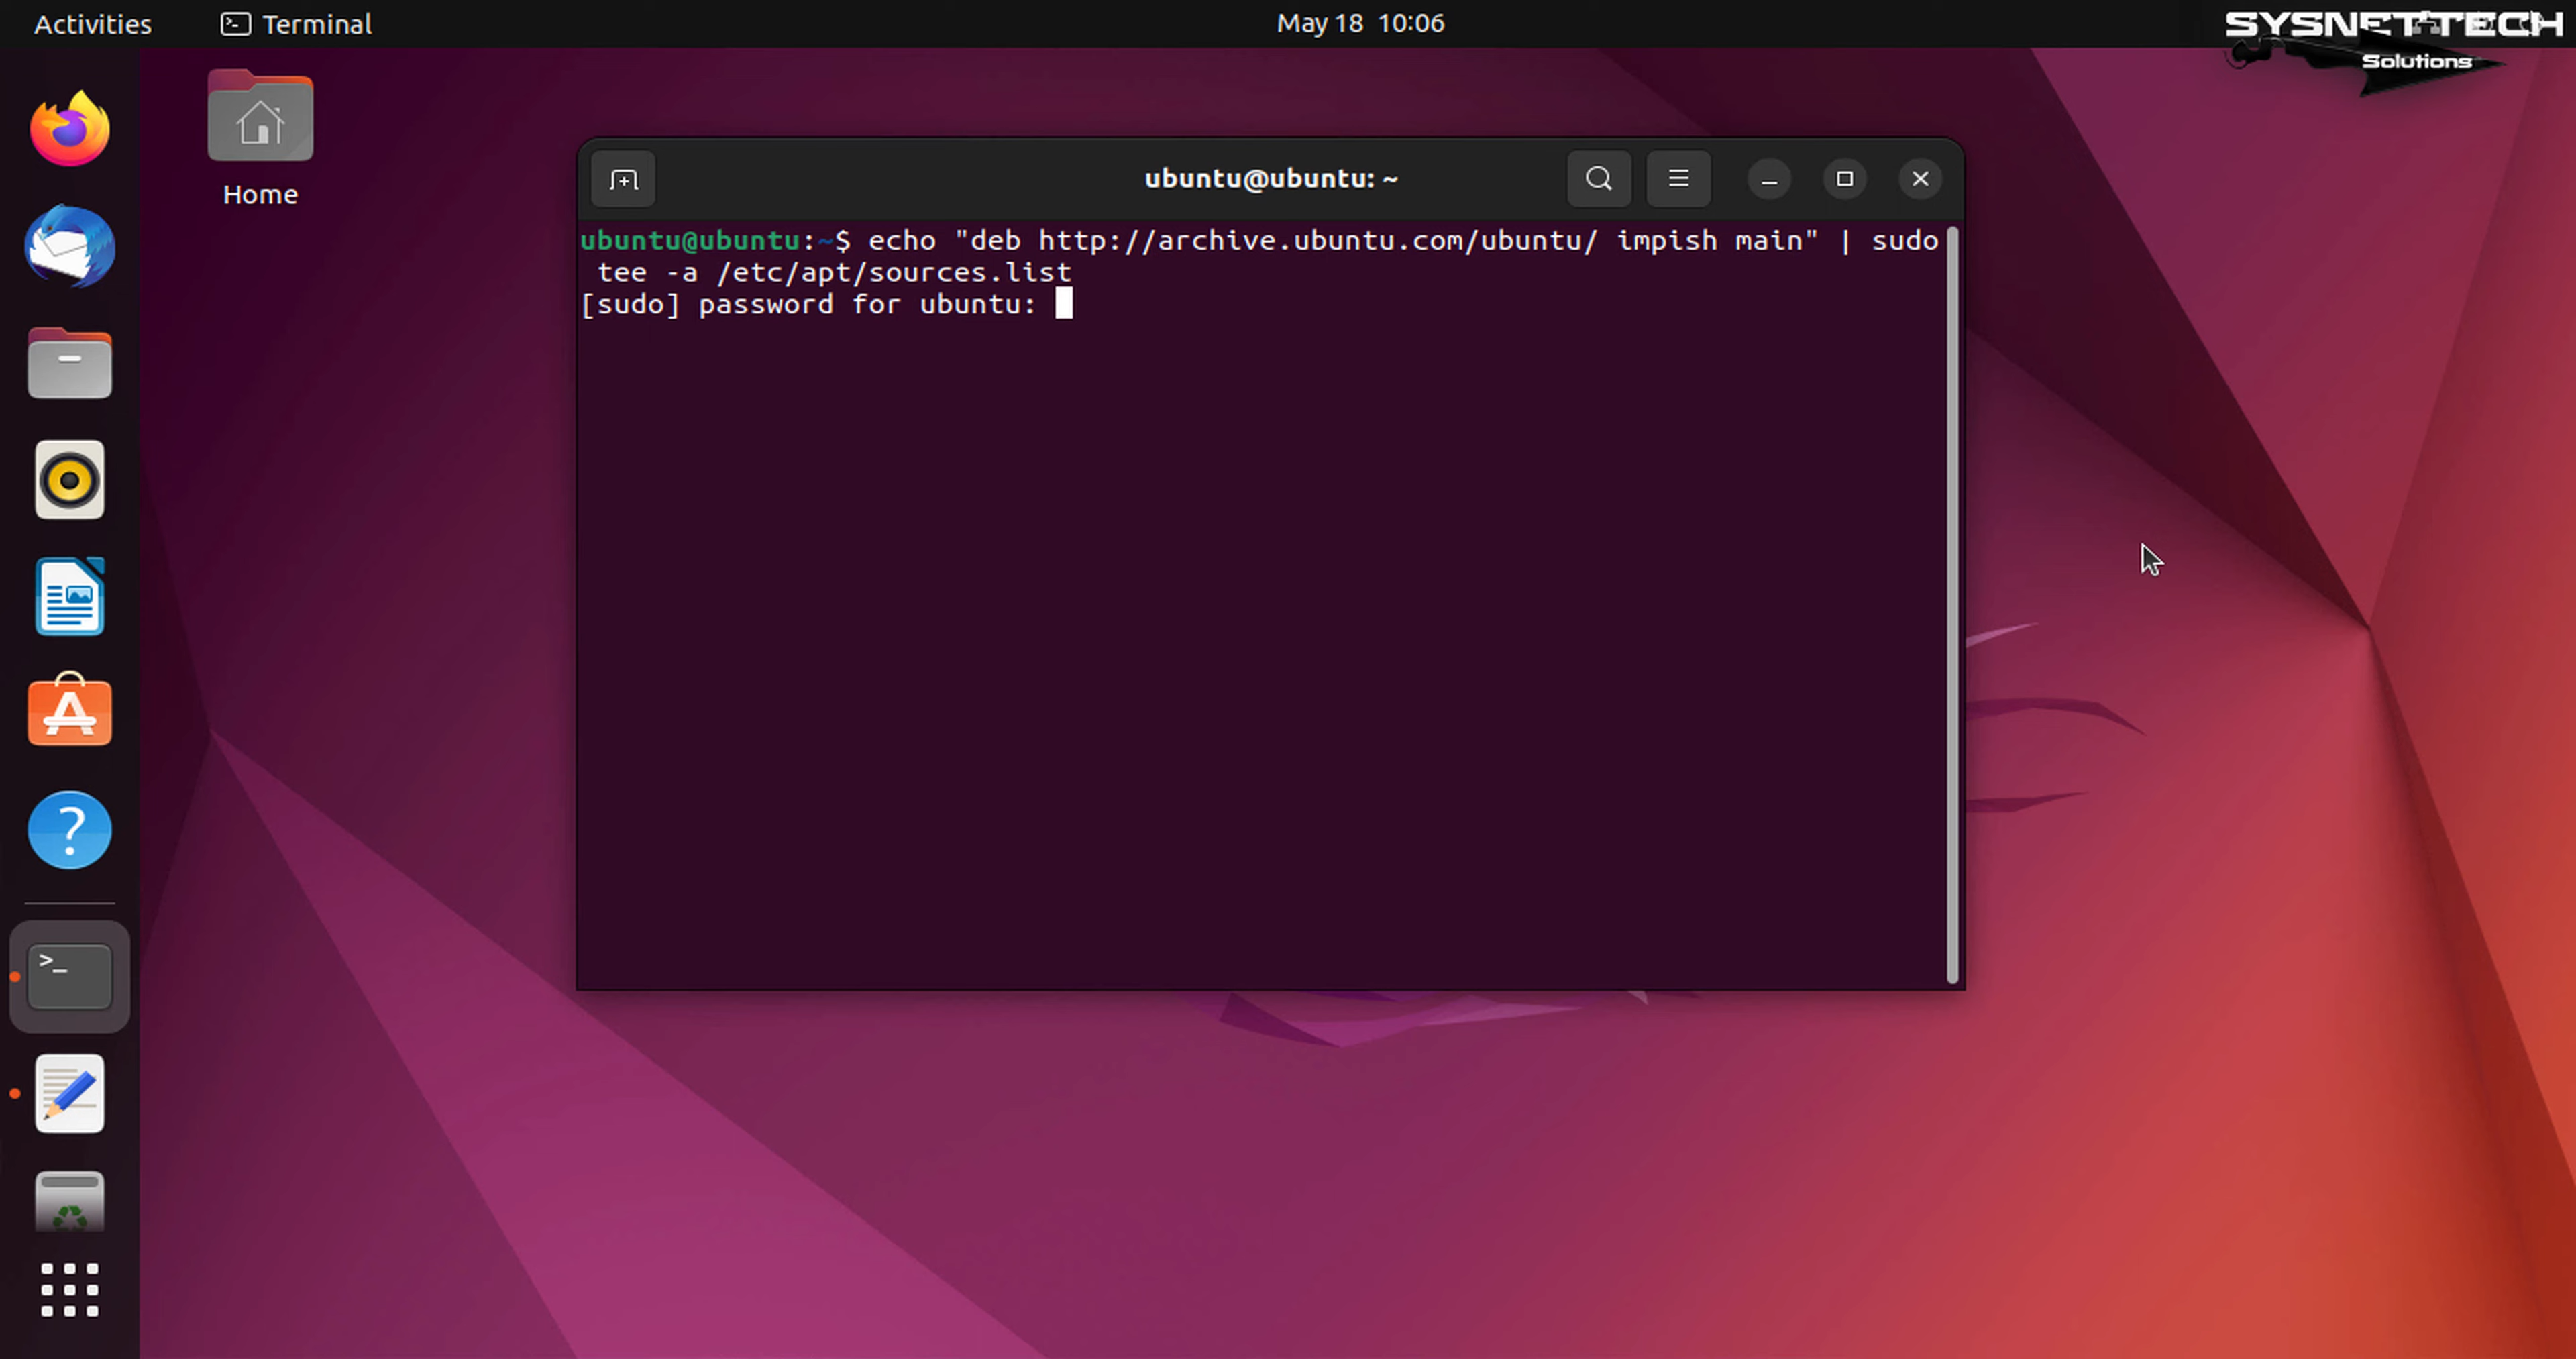 Activities
Terminal
May 18 10:06
SYSNETTECH
Solutions
Home
ubuntu@ubuntu: ~
ubuntu@ubuntu:~$ echo "deb http://archive.ubuntu.com/ubuntu/ impish main" | sudo
tee -a /etc/apt/sources.list
[sudo] password for ubuntu: